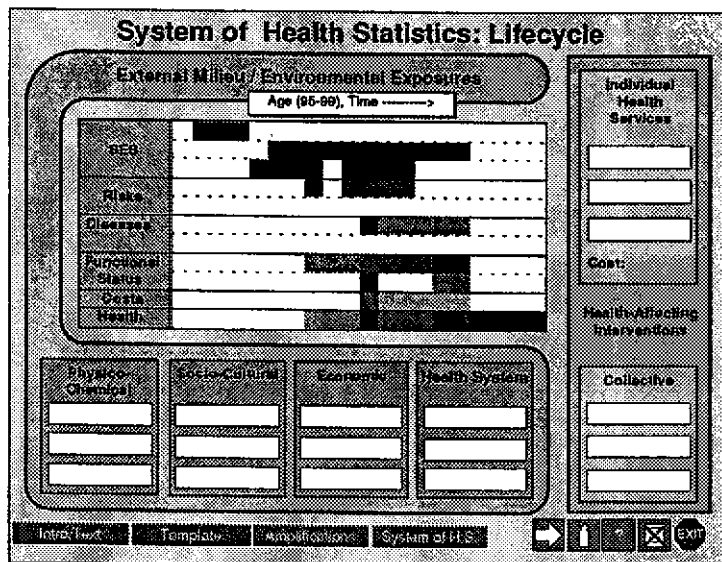 System of Health Statistics: Lifecycle
External Milieu / Environmental Exposures
Age (95-99), Time ---------->
SES
Risks
Diseases
Functional
Status
Costs
Health
Individual
Health
Services
Cost:
Health-Affecting
Interventions
Collective
Physico-
Chemical
Socio-Cultural
Economic
Health System
Intro/Text
Template
Amplifications
System of H.S.
?
EXIT